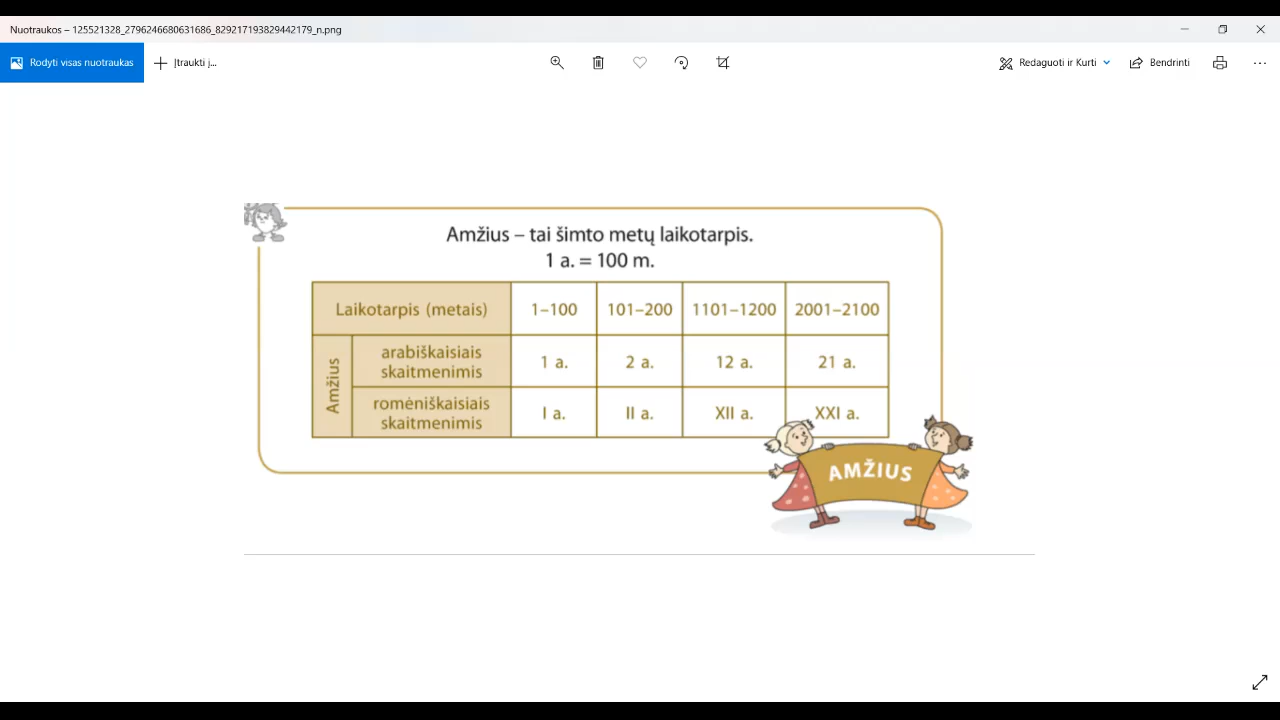 Nuotraukos – 125521328_2796246680631686_829217193829442179_n.png
Rodyti visas nuotraukas
Įtraukti į...
Redaguoti ir Kurti
Bendrinti
Amžius – tai šimto metų laikotarpis.
1 a. = 100 m.
Laikotarpis (metais) 1–100 101–200 1101–1200 2001–2100
Amžius
arabiškaisiais
skaitmenimis
1 a. 2 a. 12 a. 21 a.
romėniškaisiais
skaitmenimis
I a. II a. XII a. XXI a.
AMŽIUS